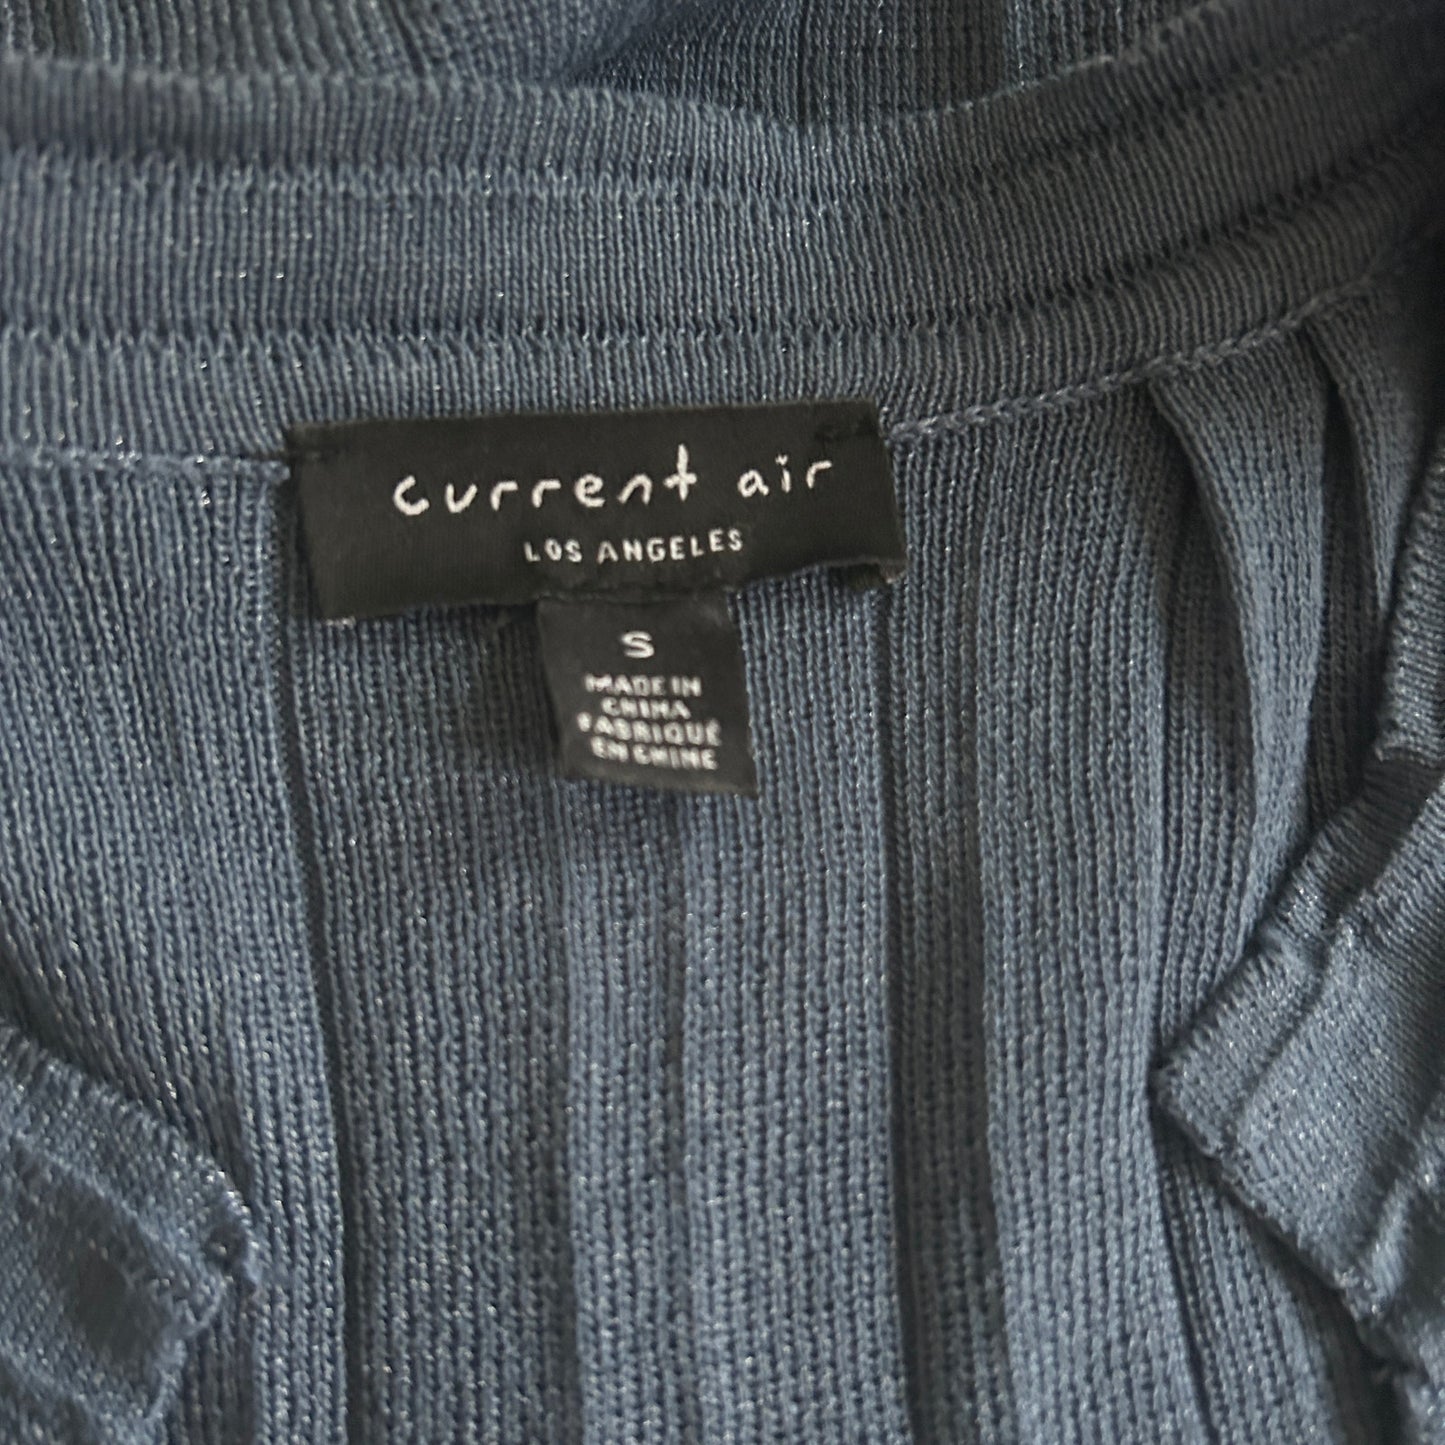 current air
LOS ANGELES
S
MADE IN
CHINA
FABRIQUÉ
EN CHINE